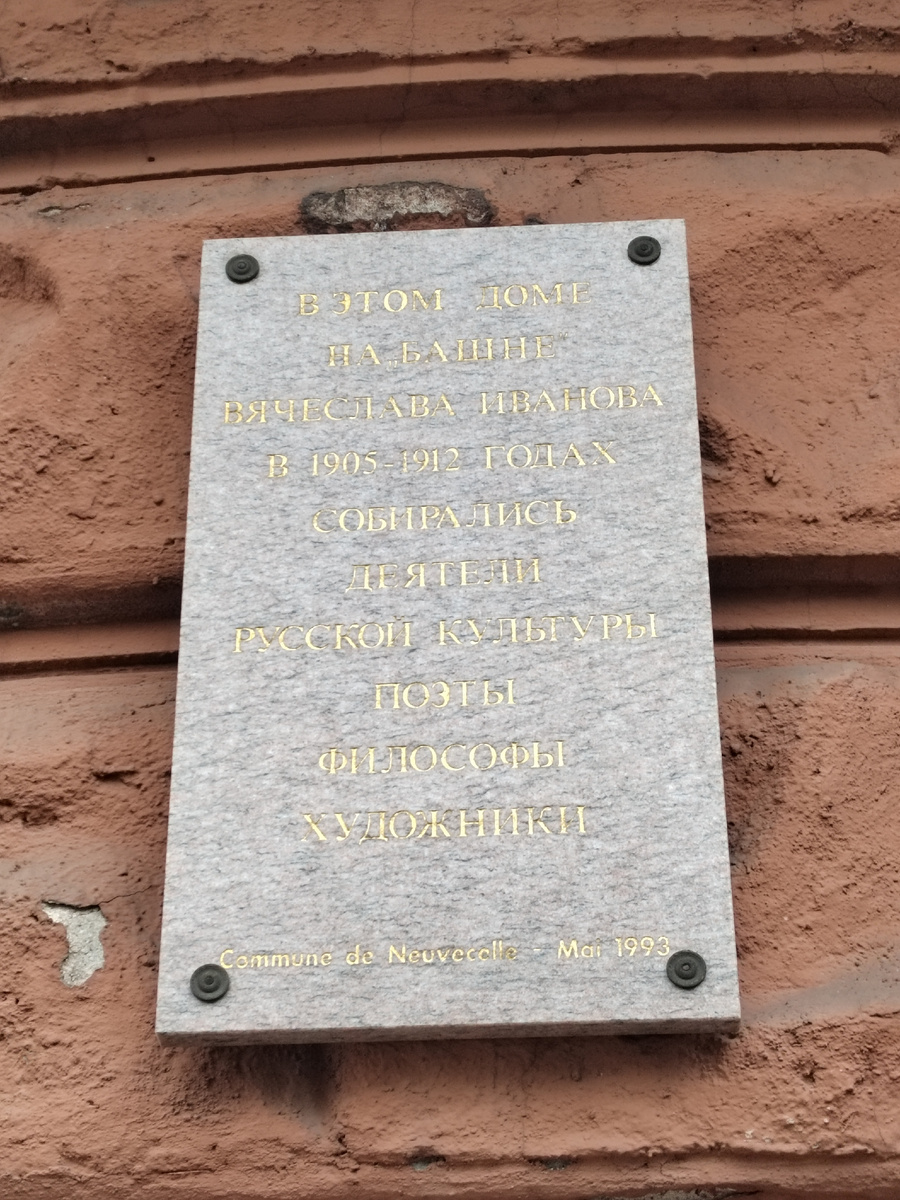 В ЭТОМ ДОМЕ
НА „БАШНЕ“
ВЯЧЕСЛАВА ИВАНОВА
В 1905-1912 ГОДАХ
СОБИРАЛИСЬ
ДЕЯТЕЛИ
РУССКОЙ КУЛЬТУРЫ
ПОЭТЫ
ФИЛОСОФЫ
ХУДОЖНИКИ
Commune de Neuvecelle - Mai 1993